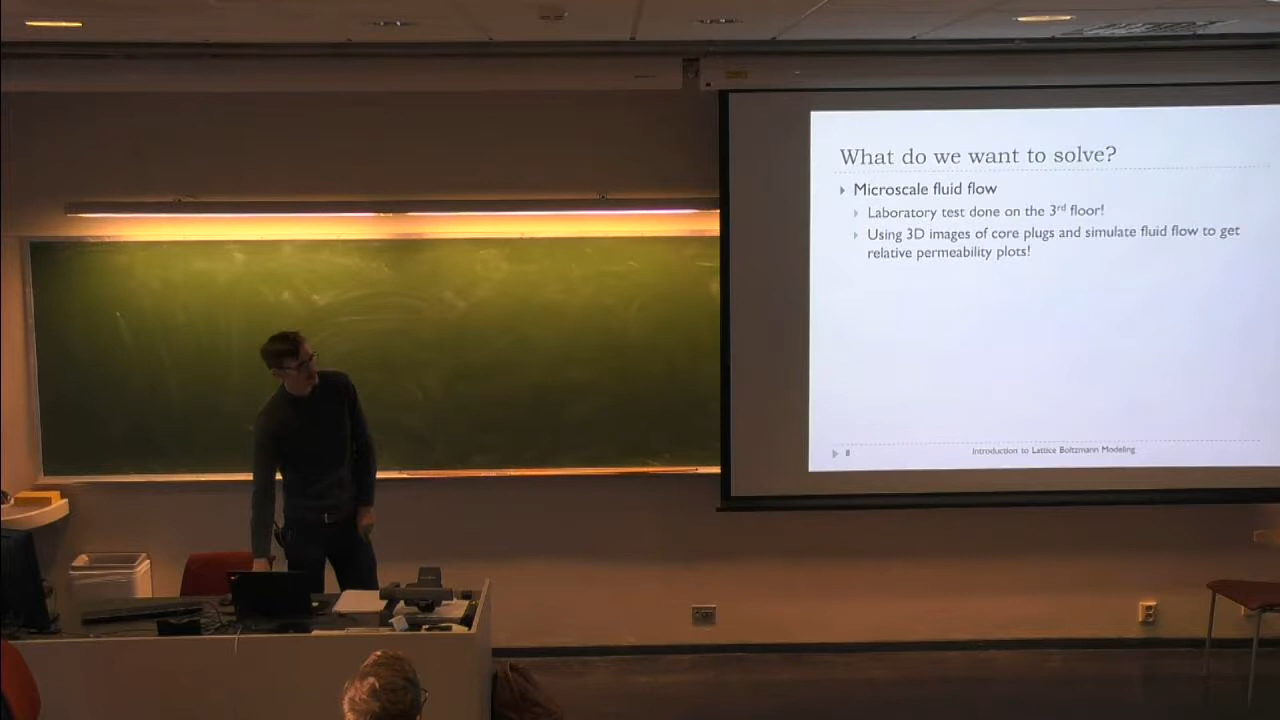 What do we want to solve?
Microscale fluid flow
Laboratory test done on the 3rd floor!
Using 3D images of core plugs and simulate fluid flow to get
relative permeability plots!
8
Introduction to Lattice Boltzmann Modeling